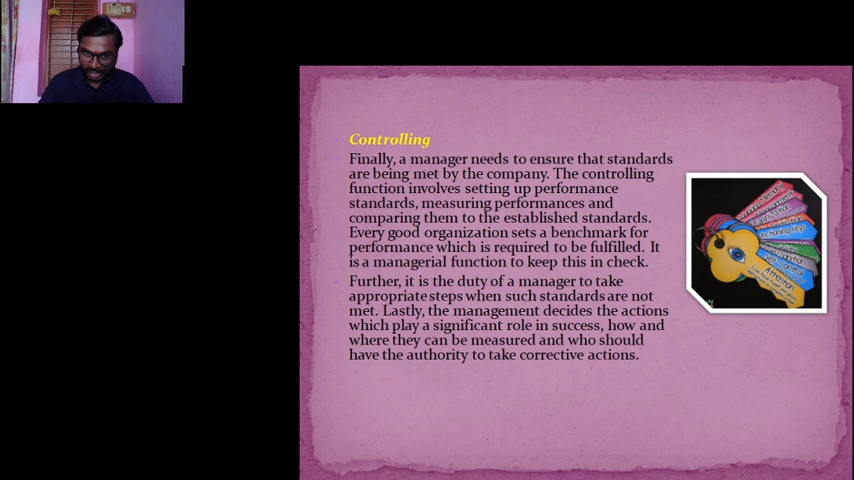 Controlling
Finally, a manager needs to ensure that standards
are being met by the company. The controlling
function involves setting up performance
standards, measuring performances and
comparing them to the established standards.
Every good organization sets a benchmark for
performance which is required to be fulfilled. It
is a managerial function to keep this in check.
Further, it is the duty of a manager to take
appropriate steps when such standards are not
met. Lastly, the management decides the actions
which play a significant role in success, how and
where they can be measured and who should
have the authority to take corrective actions.
Attention